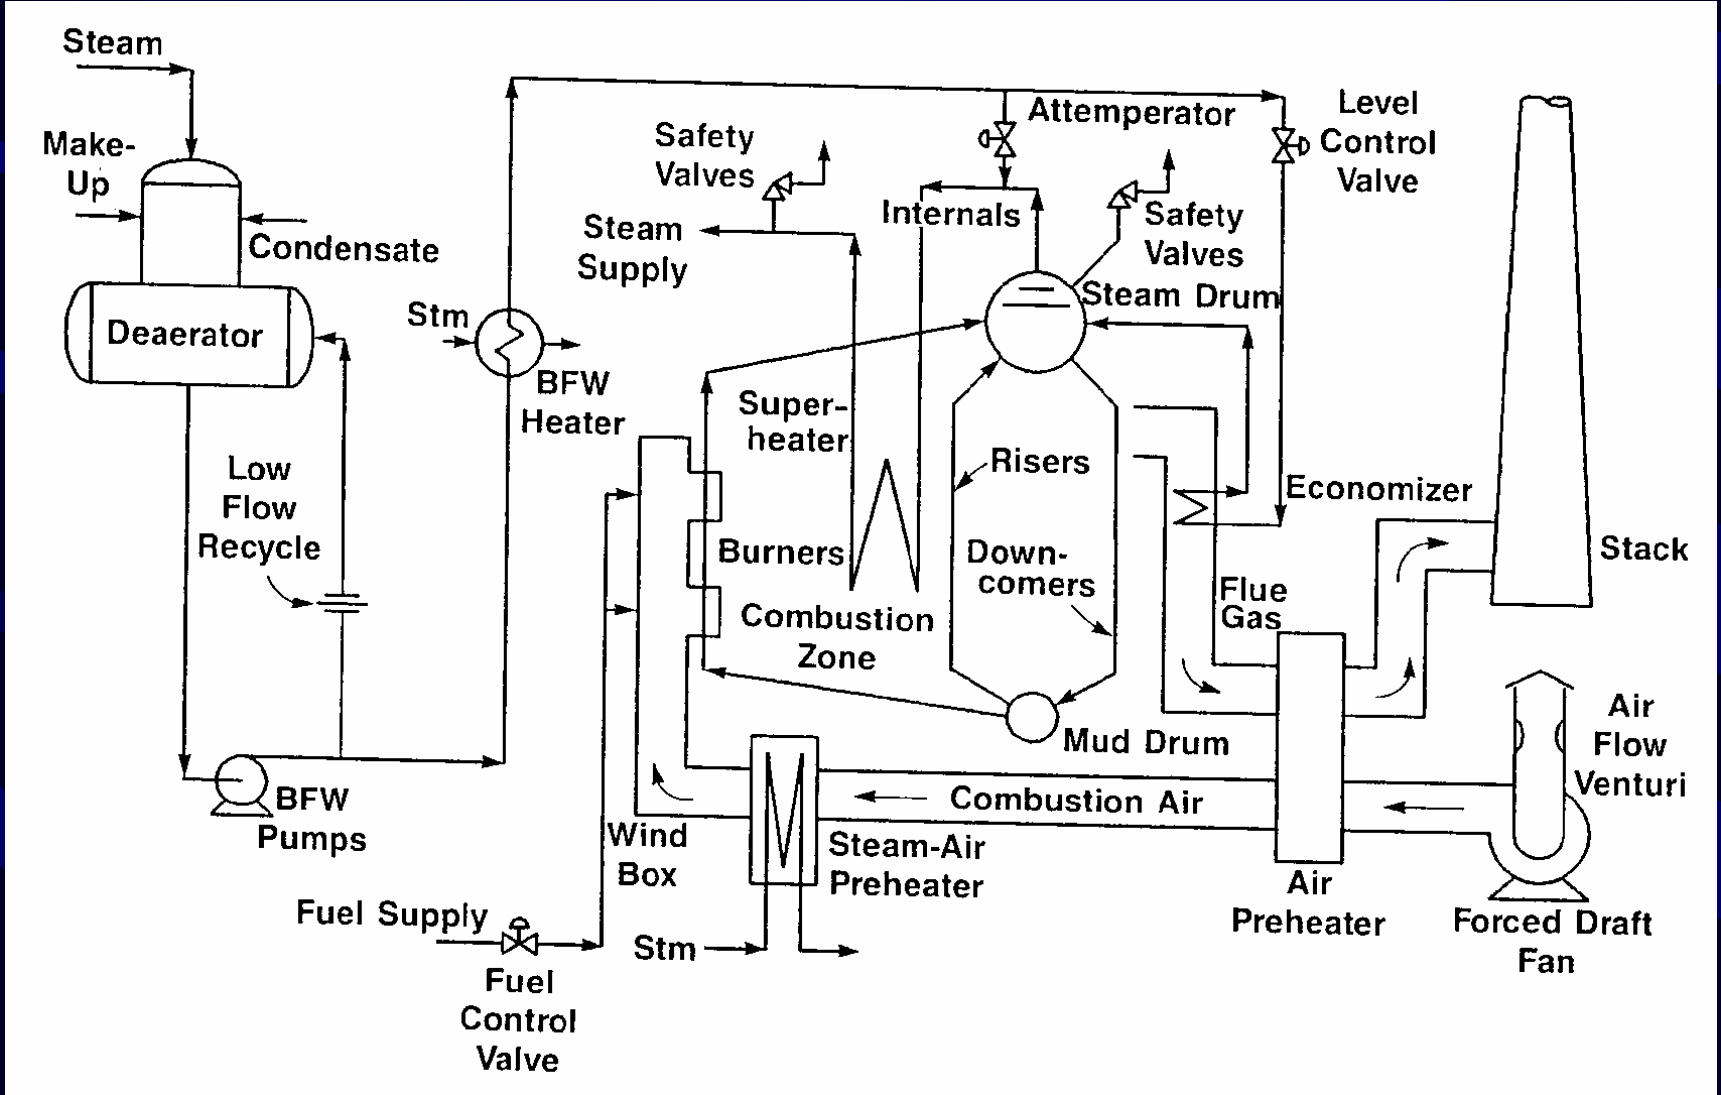 Steam
Make-
Up
Condensate
Deaerator
Low
Flow
Recycle
BFW
Pumps
Stm
BFW
Heater
Safety
Valves
Steam
Supply
Attemperator
Internals
Safety
Valves
Level
Control
Valve
Steam Drum
Super-
heater
Risers
Burners
Down-
comers
Economizer
Combustion
Zone
Flue
Gas
Stack
Mud Drum
Air
Flow
Venturi
Combustion Air
Wind
Box
Steam-Air
Preheater
Air
Preheater
Forced Draft
Fan
Fuel Supply
Stm
Fuel
Control
Valve